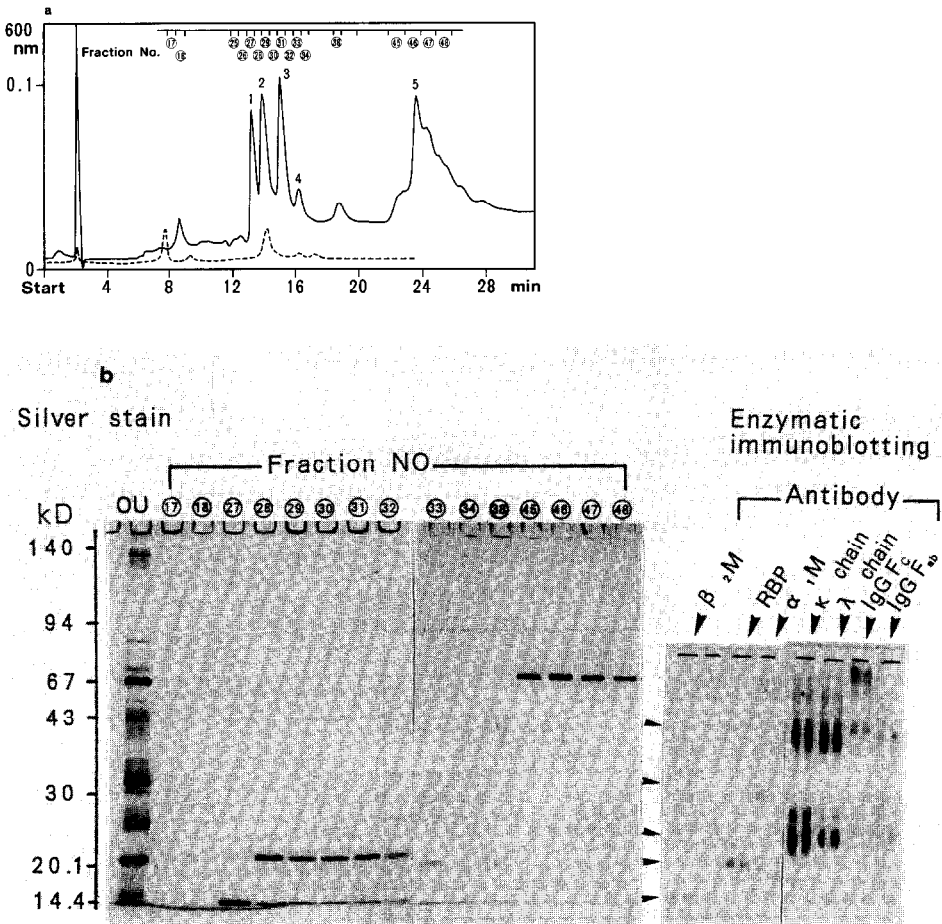 a
600
nm
Fraction No.
17 25 27 29 31 33 38 45 46 47 48
18 26 28 30 32 34
0.1
0
1
2
3
4
5
Start 4 8 12 16 20 24 28 min
b
Silver stain
Enzymatic
immunoblotting
Fraction NO
Antibody
kD
OU 17 18 27 28 29 30 31 32 33 34 38 45 46 47 48
β₂M
RBP
α₁M
κ chain
λ chain
IgG Fc
IgG Fab
140
94
67
43
30
20.1
14.4